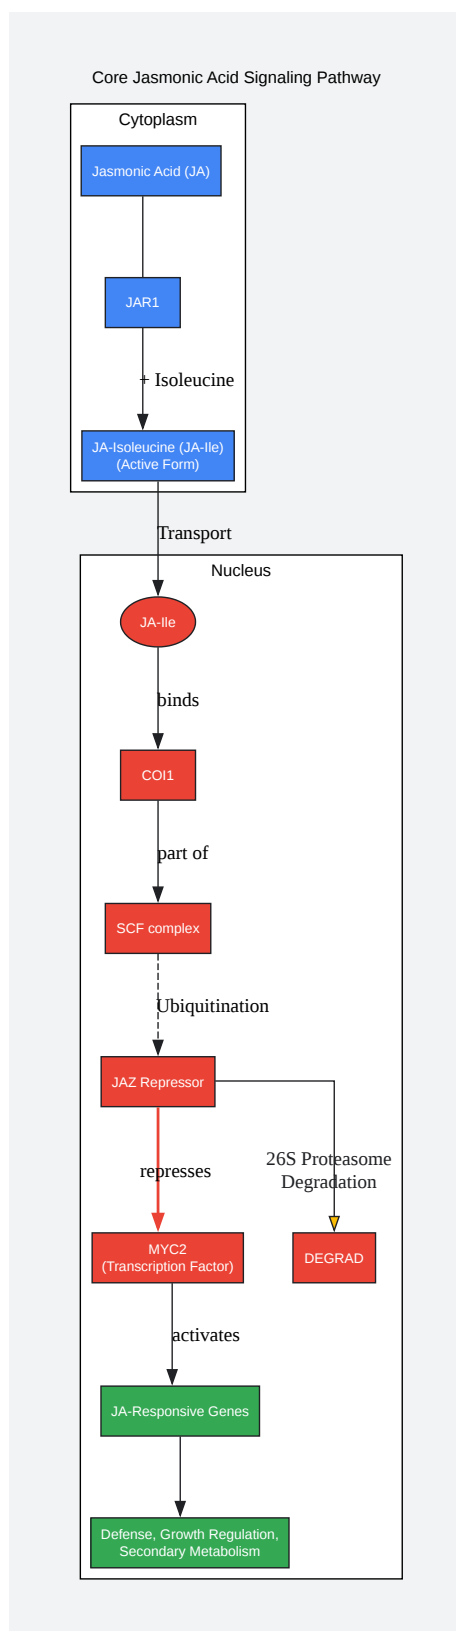 Core Jasmonic Acid Signaling Pathway
Cytoplasm
Jasmonic Acid (JA)
JAR1
+ Isoleucine
JA-Isoleucine (JA-Ile)
(Active Form)
Transport
Nucleus
JA-Ile
binds
COI1
part of
SCF complex
Ubiquitination
JAZ Repressor
represses
26S Proteasome
Degradation
MYC2
(Transcription Factor)
DEGRAD
activates
JA-Responsive Genes
Defense, Growth Regulation,
Secondary Metabolism